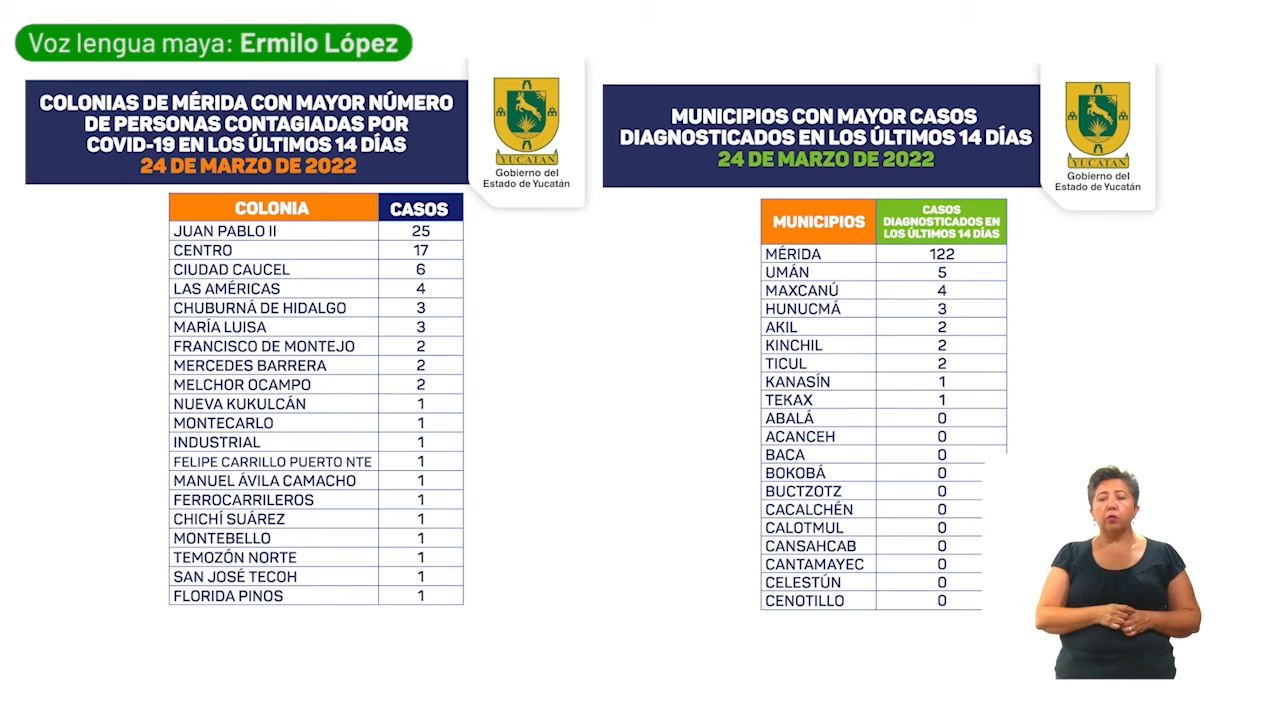 Voz lengua maya: Ermilo López
COLONIAS DE MÉRIDA CON MAYOR NÚMERO
DE PERSONAS CONTAGIADAS POR
COVID-19 EN LOS ÚLTIMOS 14 DÍAS
24 DE MARZO DE 2022
YUCATÁN
Gobierno del
Estado de Yucatán
COLONIA CASOS
JUAN PABLO II 25
CENTRO 17
CIUDAD CAUCEL 6
LAS AMÉRICAS 4
CHUBURNÁ DE HIDALGO 3
MARÍA LUISA 3
FRANCISCO DE MONTEJO 2
MERCEDES BARRERA 2
MELCHOR OCAMPO 2
NUEVA KUKULCÁN 1
MONTECARLO 1
INDUSTRIAL 1
FELIPE CARRILLO PUERTO NTE 1
MANUEL ÁVILA CAMACHO 1
FERROCARRILEROS 1
CHICHÍ SUÁREZ 1
MONTEBELLO 1
TEMOZÓN NORTE 1
SAN JOSÉ TECOH 1
FLORIDA PINOS 1
MUNICIPIOS CON MAYOR CASOS
DIAGNOSTICADOS EN LOS ÚLTIMOS 14 DÍAS
24 DE MARZO DE 2022
YUCATÁN
Gobierno del
Estado de Yucatán
MUNICIPIOS
CASOS
DIAGNOSTICADOS EN
LOS ÚLTIMOS 14 DÍAS
MÉRIDA 122
UMÁN 5
MAXCANÚ 4
HUNUCMÁ 3
AKIL 2
KINCHIL 2
TICUL 2
KANASÍN 1
TEKAX 1
ABALÁ 0
ACANCEH 0
BACA 0
BOKOBÁ 0
BUCTZOTZ 0
CACALCHÉN 0
CALOTMUL 0
CANSAHCAB 0
CANTAMAYEC 0
CELESTÚN 0
CENOTILLO 0